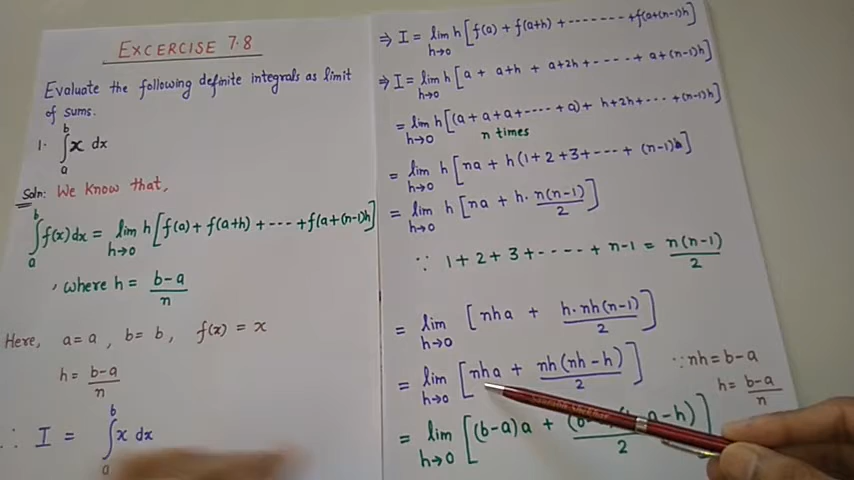 EXCERCISE 7.8
Evaluate the following definite integrals as limit
of sums.
1. ∫ₐᵇ x dx
Soln: We know that,
∫ₐᵇ f(x) dx = lim h→0 h[f(a) + f(a+h) + ---- + f(a+(n-1)h]
, where h = (b-a)/n
Here, a = a, b = b, f(x) = x
h = (b-a)/n
∴ I = ∫ₐᵇ x dx
⇒ I = lim h→0 h[f(a) + f(a+h) + -------- + f(a+(n-1)h]
⇒ I = lim h→0 h[a + a+h + a+2h + ----- + a+(n-1)h]
= lim h→0 h[(a + a + a + ---- + a) + h+2h+ --- +(n-1)h]
n times
= lim h→0 h[na + h(1+2+3+ --- + (n-1)]
= lim h→0 h[na + h. n(n-1)/2]
∵ 1+2+3+ ---- + n-1 = n(n-1)/2
= lim h→0 [nha + h.nh(n-1)/2]
= lim h→0 [nha + nh(nh-h)/2] ∵ nh = b-a
h = (b-a)/n
= lim h→0 [(b-a)a + (b- a-h)/2]